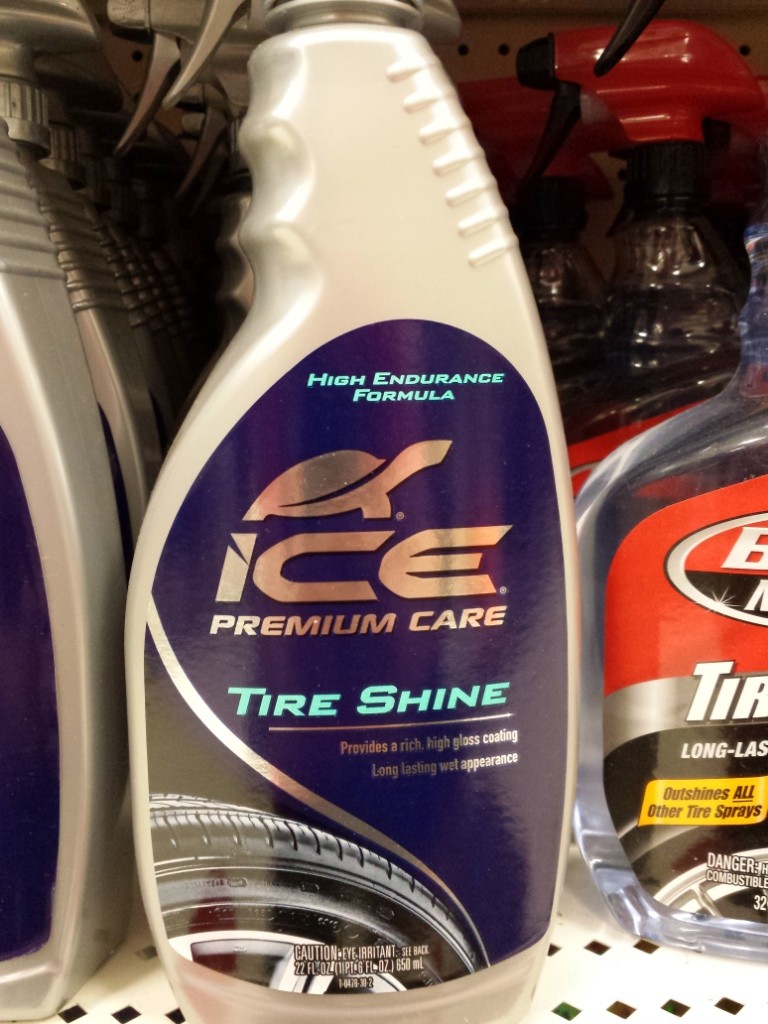 High Endurance
Formula
ICE
PREMIUM CARE
Tire Shine
Provides a rich, high gloss coating
Long lasting wet appearance
CAUTION: EYE IRRITANT: SEE BACK
22 FL. OZ. (1 PT. 6 FL. OZ.) 650 mL
TIR
LONG-LAS
Outshines ALL
Other Tire Sprays
DANGER: H
COMBUSTIBLE
32